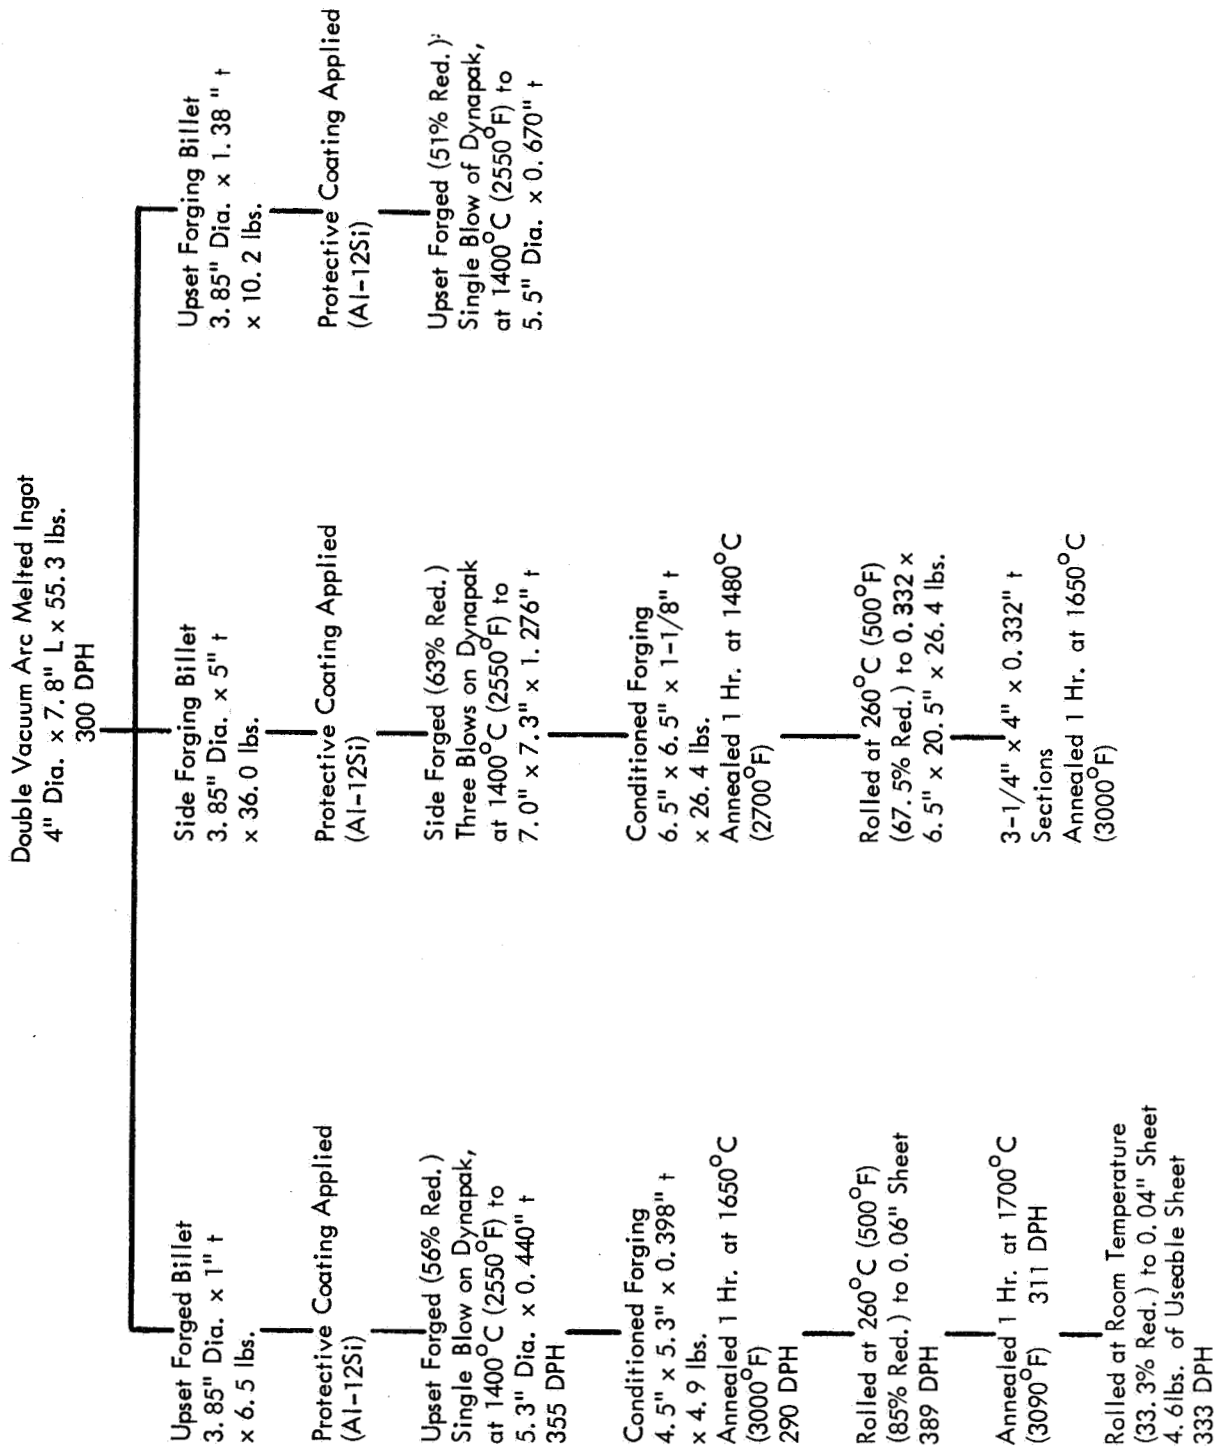 Double Vacuum Arc Melted Ingot
4" Dia. x 7.8" L x 55.3 lbs.
300 DPH
Upset Forged Billet
3.85" Dia. x 1" t
x 6.5 lbs.
Protective Coating Applied
(Al-12Si)
Upset Forged (56% Red.)
Single Blow on Dynapak,
at 1400°C (2550°F) to
5.3" Dia. x 0.440" t
355 DPH
Conditioned Forging
4.5" x 5.3" x 0.398" t
x 4.9 lbs.
Annealed 1 Hr. at 1650°C
(3000°F)
290 DPH
Rolled at 260°C (500°F)
(85% Red.) to 0.06" Sheet
389 DPH
Annealed 1 Hr. at 1700°C
(3090°F) 311 DPH
Rolled at Room Temperature
(33.3% Red.) to 0.04" Sheet
4.6lbs. of Useable Sheet
333 DPH
Side Forging Billet
3.85" Dia. x 5" t
x 36.0 lbs.
Protective Coating Applied
(Al-12Si)
Side Forged (63% Red.)
Three Blows on Dynapak
at 1400°C (2550°F) to
7.0" x 7.3" x 1.276" t
Conditioned Forging
6.5" x 6.5" x 1-1/8" t
x 26.4 lbs.
Annealed 1 Hr. at 1480°C
(2700°F)
Rolled at 260°C (500°F)
(67.5% Red.) to 0.332 x
6.5" x 20.5" x 26.4 lbs.
3-1/4" x 4" x 0.332" t
Sections
Annealed 1 Hr. at 1650°C
(3000°F)
Upset Forging Billet
3.85" Dia. x 1.38 " t
x 10.2 lbs.
Protective Coating Applied
(Al-12Si)
Upset Forged (51% Red.):
Single Blow of Dynapak,
at 1400°C (2550°F) to
5.5" Dia. x 0.670" t